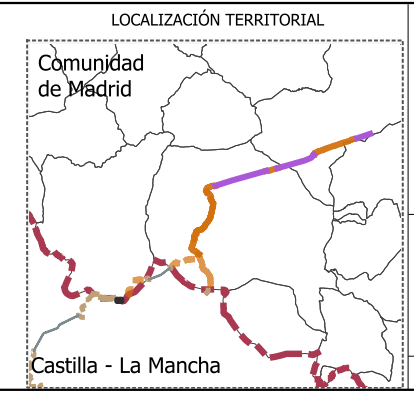 LOCALIZACIÓN TERRITORIAL
Comunidad
de Madrid
Castilla - La Mancha